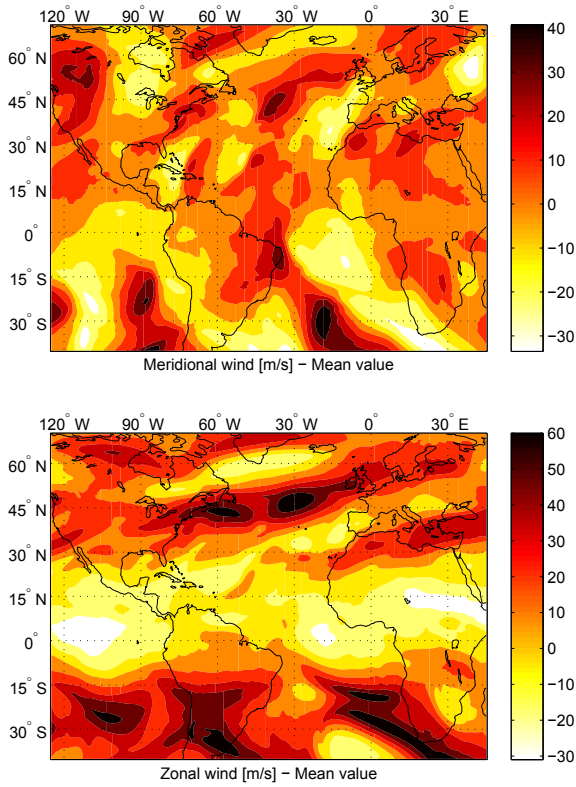 120° W 90° W 60° W 30° W 0° 30° E
60° N
45° N
30° N
15° N
0°
15° S
30° S
40
30
20
10
0
−10
−20
−30
Meridional wind [m/s] − Mean value
120° W 90° W 60° W 30° W 0° 30° E
60° N
45° N
30° N
15° N
0°
15° S
30° S
60
50
40
30
20
10
0
−10
−20
−30
Zonal wind [m/s] − Mean value